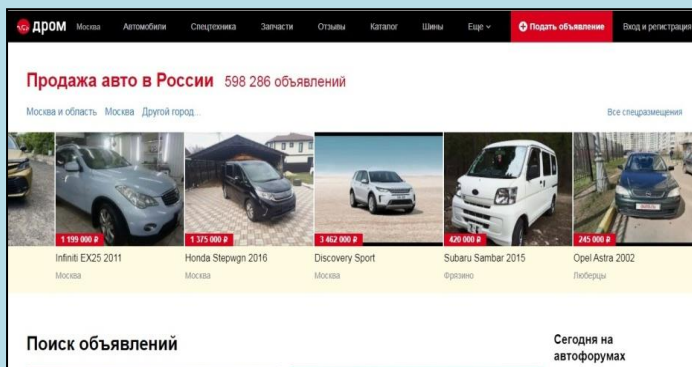 ДРОМ Москва Автомобили Спецтехника Запчасти Отзывы Каталог Шины Еще Подать объявление Вход и регистрация
Продажа авто в России 598 286 объявлений
Москва и область Москва Другой город... Все спецразмещения
1 199 000 ₽ 1 375 000 ₽ 3 462 000 ₽ 420 000 ₽ 245 000 ₽
Infiniti EX25 2011 Honda Stepwgn 2016 Discovery Sport Subaru Sambar 2015 Opel Astra 2002
Москва Москва Москва Фрязино Люберцы
Поиск объявлений
Сегодня на
автофорумах